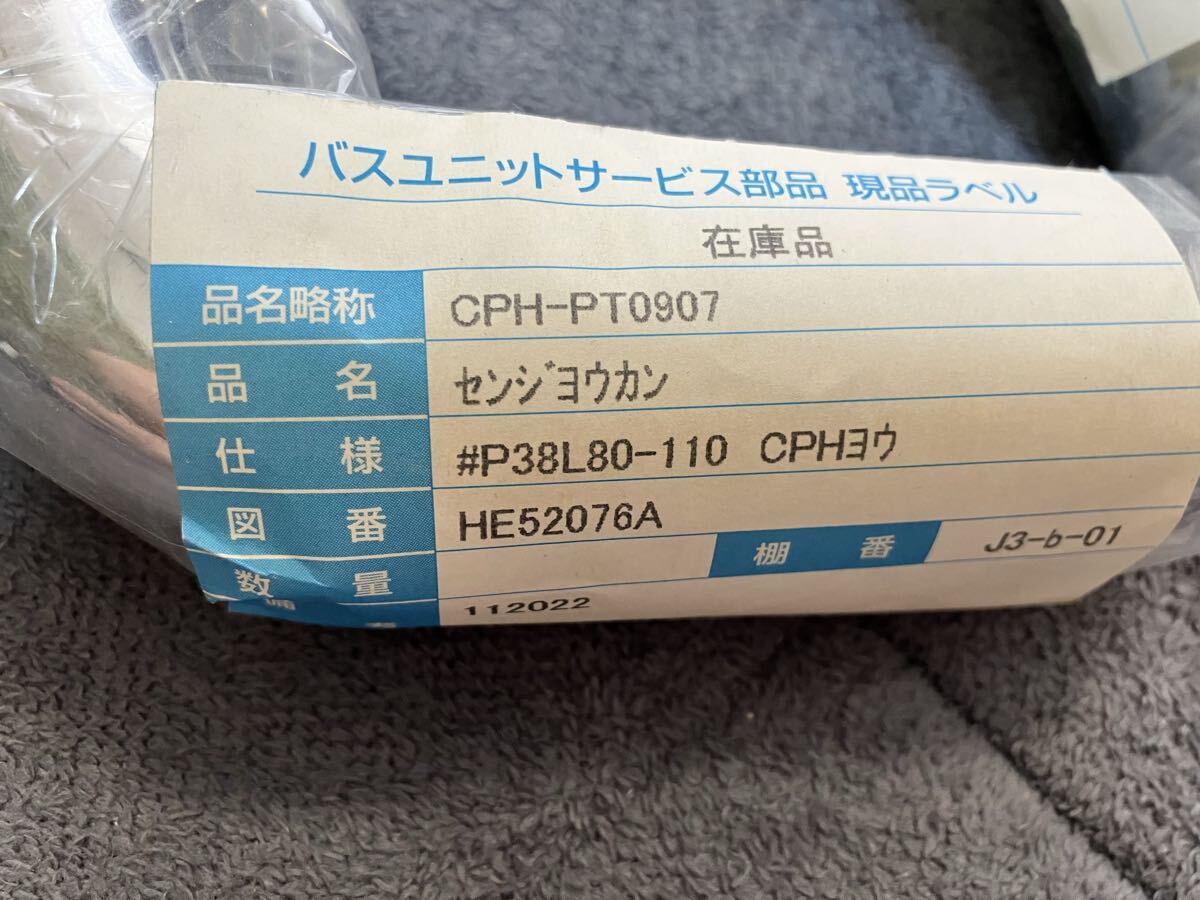 バスユニットサービス部品 現品ラベル
在庫品
品名略称 CPH-PT0907
品名 センジヨウカン
仕様 #P38L80-110 CPHヨウ
図番 HE52076A
数量 棚番 J3-b-01
112022